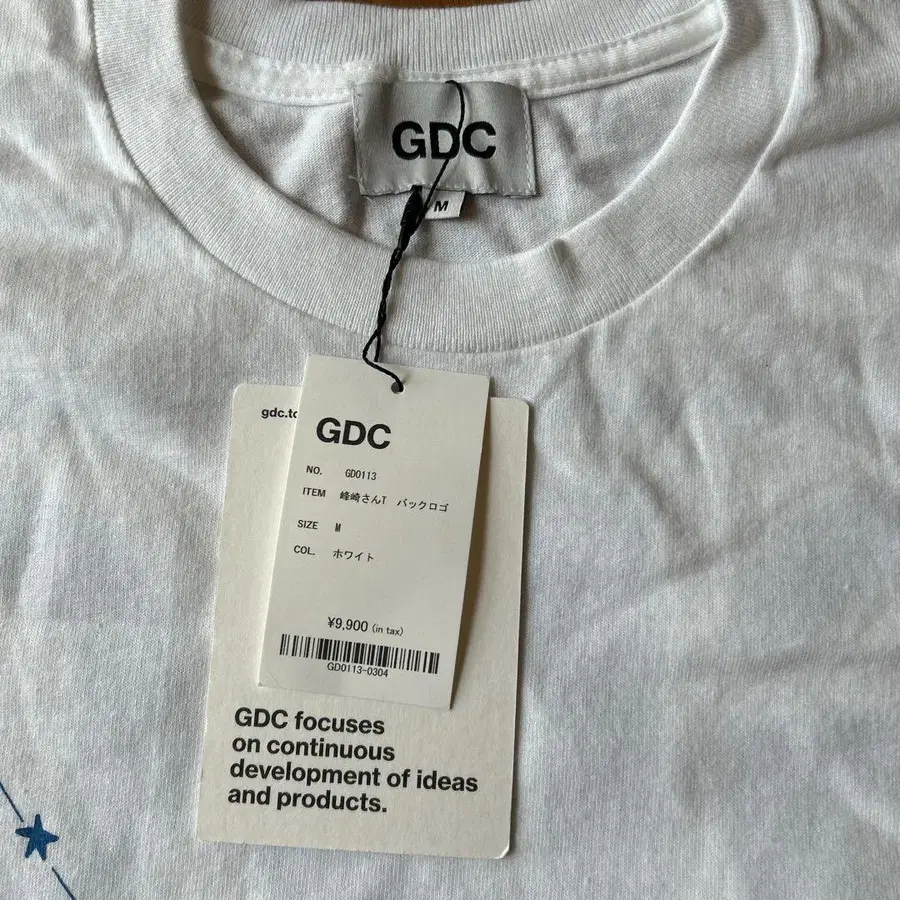 GDC
M
gdc.to
GDC
NO. GD0113
ITEM 峰崎さんT バックロゴ
SIZE M
COL. ホワイト
¥9,900 (in tax)
GD0113-0304
GDC focuses
on continuous
development of ideas
and products.